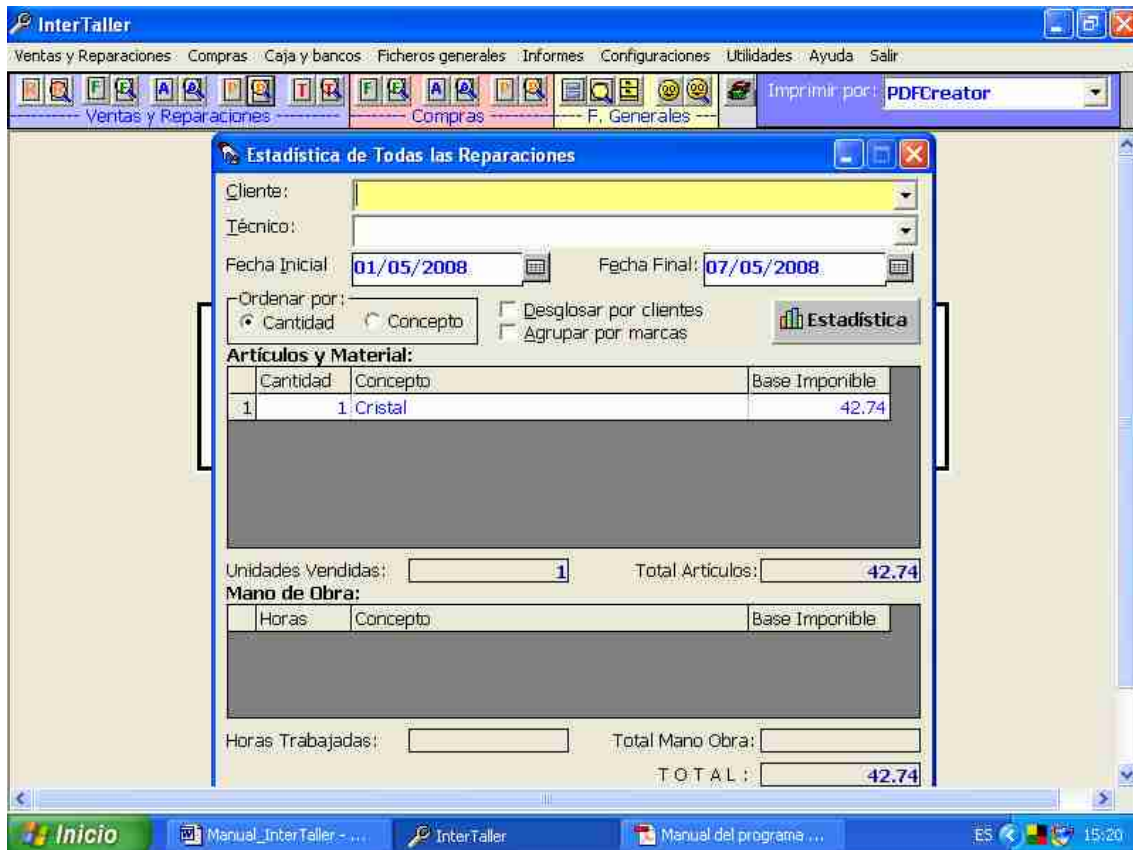 InterTaller
Ventas y Reparaciones Compras Caja y bancos Ficheros generales Informes Configuraciones Utilidades Ayuda Salir
R F F A A P T T F F A A P
Imprimir por: PDFCreator
Ventas y Reparaciones Compras F. Generales
Estadística de Todas las Reparaciones
Cliente:
Técnico:
Fecha Inicial 01/05/2008 Fecha Final: 07/05/2008
Ordenar por:
Cantidad Concepto
Desglosar por clientes
Agrupar por marcas
Estadística
Artículos y Material:
Cantidad Concepto Base Imponible
1 1 Cristal 42.74
Unidades Vendidas: 1 Total Artículos: 42.74
Mano de Obra:
Horas Concepto Base Imponible
Horas Trabajadas: Total Mano Obra:
TOTAL: 42.74
Inicio Manual_InterTaller - ... InterTaller Manual del programa ... ES 15:20